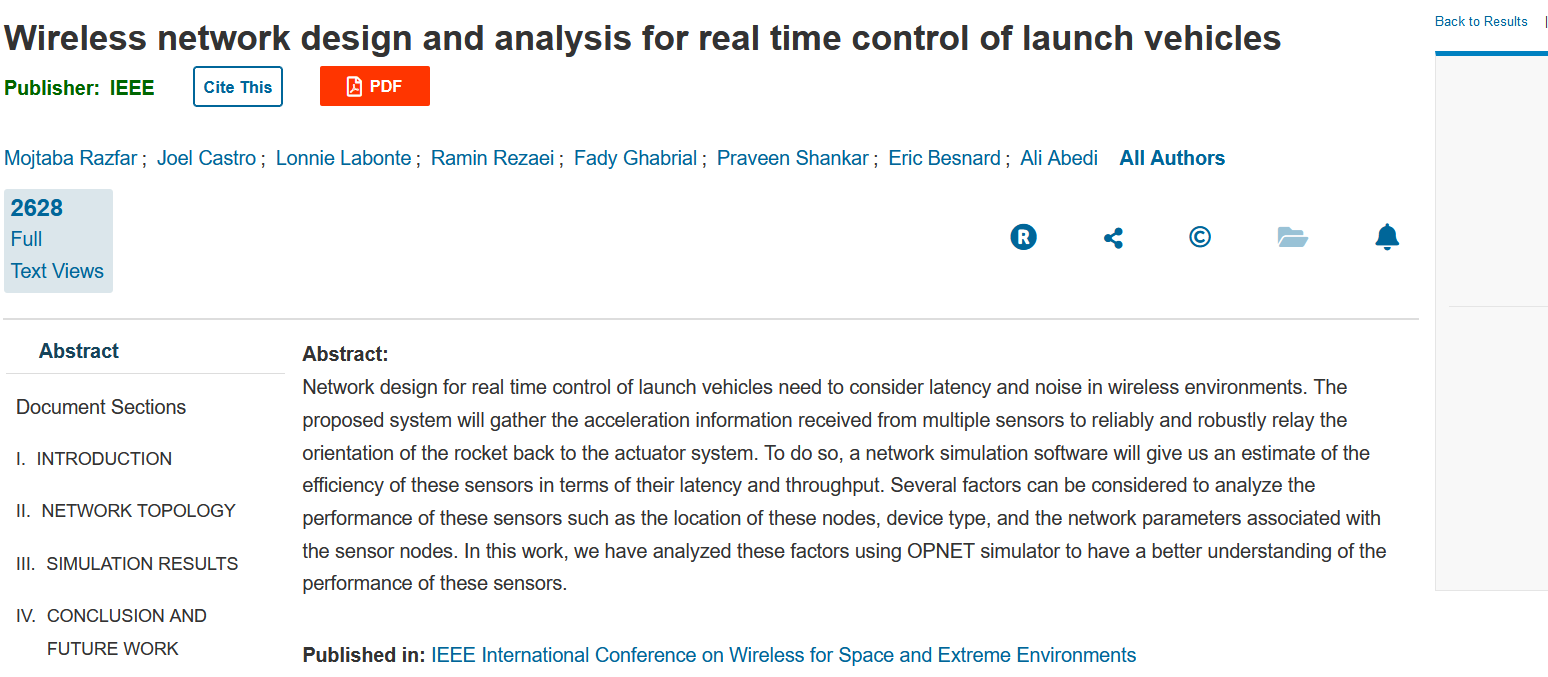 Wireless network design and analysis for real time control of launch vehicles
Back to Results
Publisher: IEEE
Cite This
PDF
Mojtaba Razfar ; Joel Castro ; Lonnie Labonte ; Ramin Rezaei ; Fady Ghabrial ; Praveen Shankar ; Eric Besnard ; Ali Abedi All Authors
2628
Full
Text Views
Abstract
Document Sections
I. INTRODUCTION
II. NETWORK TOPOLOGY
III. SIMULATION RESULTS
IV. CONCLUSION AND
FUTURE WORK
Abstract:
Network design for real time control of launch vehicles need to consider latency and noise in wireless environments. The
proposed system will gather the acceleration information received from multiple sensors to reliably and robustly relay the
orientation of the rocket back to the actuator system. To do so, a network simulation software will give us an estimate of the
efficiency of these sensors in terms of their latency and throughput. Several factors can be considered to analyze the
performance of these sensors such as the location of these nodes, device type, and the network parameters associated with
the sensor nodes. In this work, we have analyzed these factors using OPNET simulator to have a better understanding of the
performance of these sensors.
Published in: IEEE International Conference on Wireless for Space and Extreme Environments